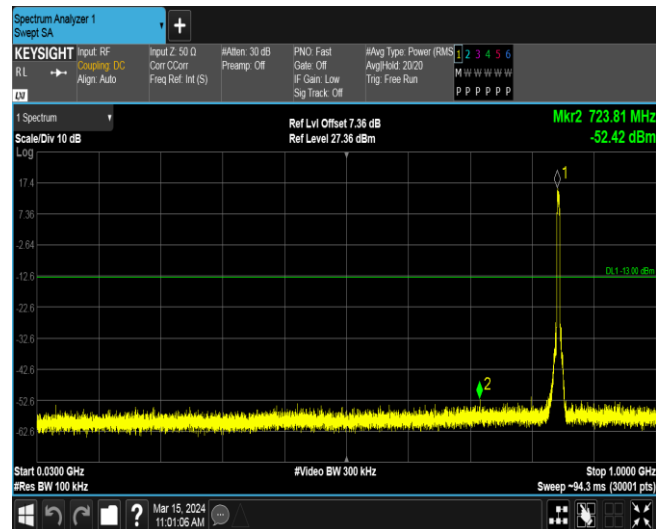 Spectrum Analyzer 1
Swept SA
+
KEYSIGHT Input: RF Input Z: 50 Ω #Atten: 30 dB PNO: Fast #Avg Type: Power (RMS 1 2 3 4 5 6
RL Coupling: DC Corr CCorr Preamp: Off Gate: Off Avg|Hold: 20/20 M W W W W W
Align: Auto Freq Ref: Int (S) IF Gain: Low Trig: Free Run
LXI Sig Track: Off P P P P P P
1 Spectrum Ref Lvl Offset 7.36 dB Mkr2 723.81 MHz
Scale/Div 10 dB Ref Level 27.36 dBm -52.42 dBm
Log
1
17.4
7.36
-2.64
DL1 -13.00 dBm
-12.6
-22.6
-32.6
-42.6
2
-52.6
-62.6
Start 0.0300 GHz #Video BW 300 kHz Stop 1.0000 GHz
#Res BW 100 kHz Sweep ~94.3 ms (30001 pts)
? Mar 15, 2024
11:01:06 AM